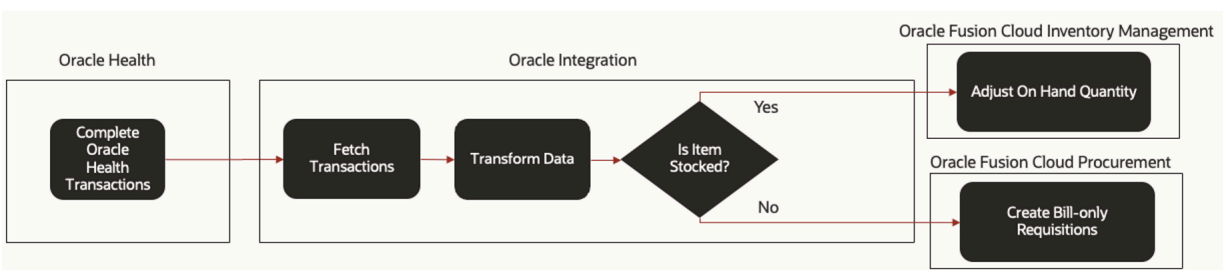 Oracle Health
Complete
Oracle
Health
Transactions
Oracle Integration
Fetch
Transactions
Transform Data
Is Item
Stocked?
Yes
No
Oracle Fusion Cloud Inventory Management
Adjust On Hand Quantity
Oracle Fusion Cloud Procurement
Create Bill-only
Requisitions